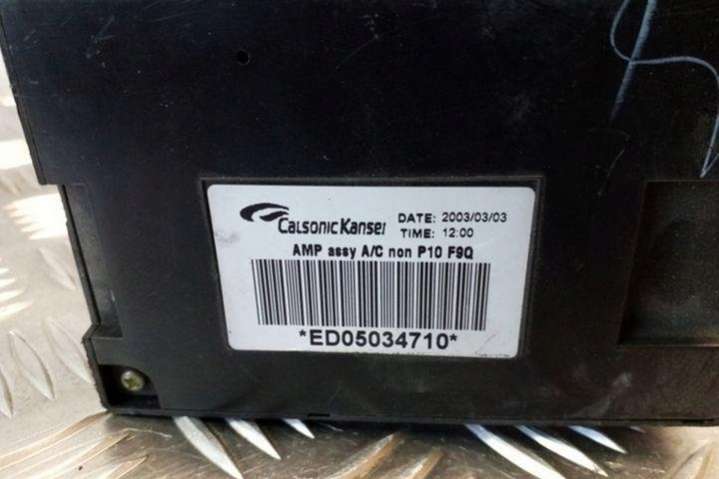 CalsonicKansei DATE: 2003/03/03
TIME: 12:00
AMP assy A/C non P10 F9Q
*ED05034710*